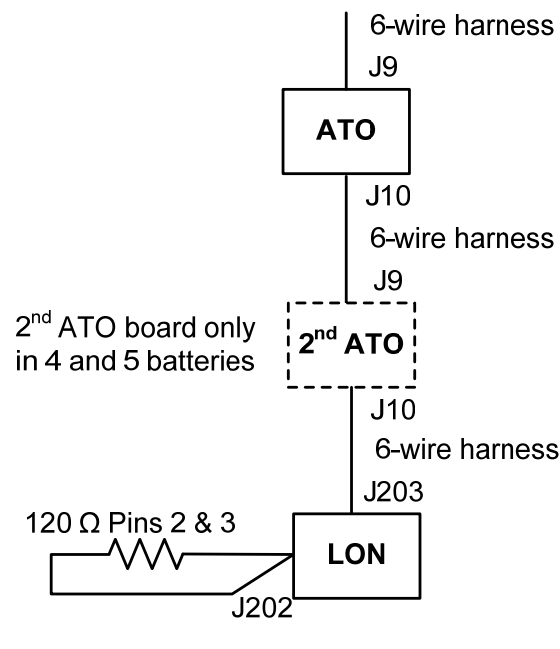 6-wire harness
J9
ATO
J10
6-wire harness
J9
2nd ATO board only
in 4 and 5 batteries
2nd ATO
J10
6-wire harness
J203
120 Ω Pins 2 & 3
LON
J202